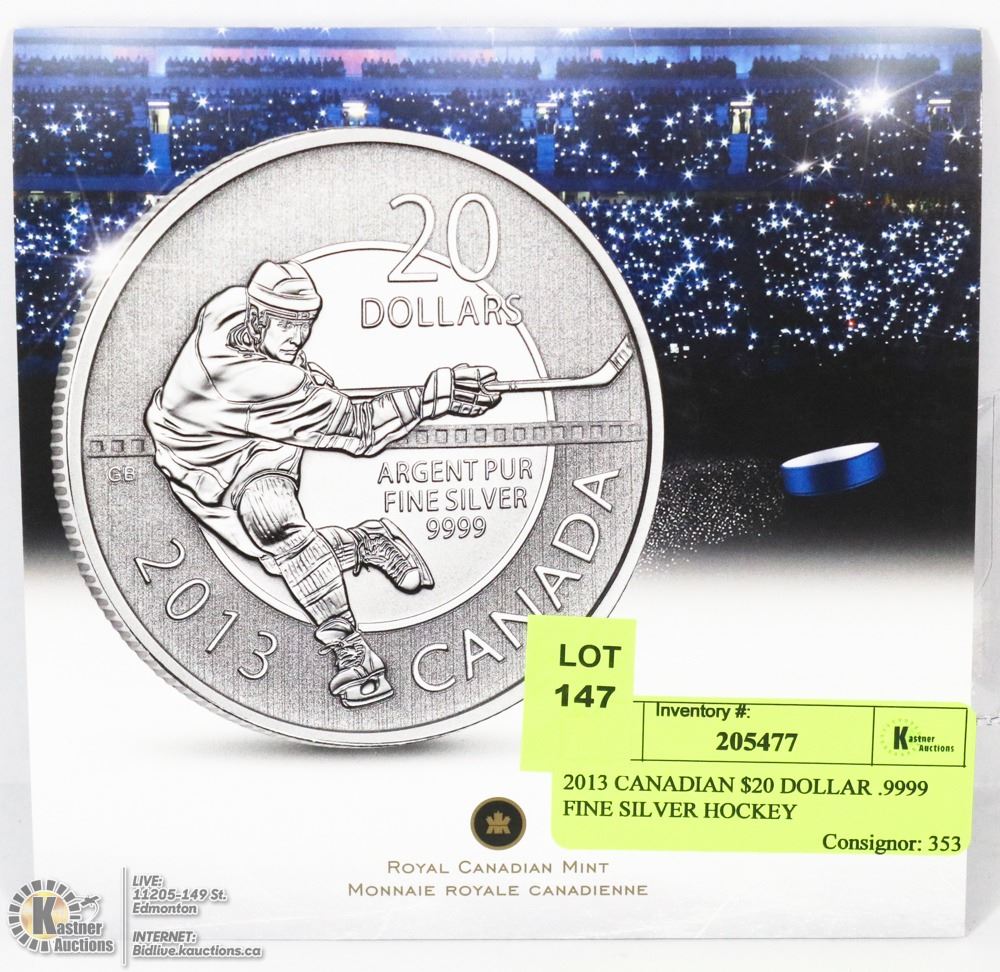 20
DOLLARS
ARGENT PUR
FINE SILVER
9999
GB
2013
CANADA
LOT
147
Inventory #:
205477
Kastner
Auctions
2013 CANADIAN $20 DOLLAR .9999
FINE SILVER HOCKEY
Consignor: 353
ROYAL CANADIAN MINT
MONNAIE ROYALE CANADIENNE
Kastner
Auctions
LIVE:
11205-149 St.
Edmonton
INTERNET:
Bidlive.kauctions.ca